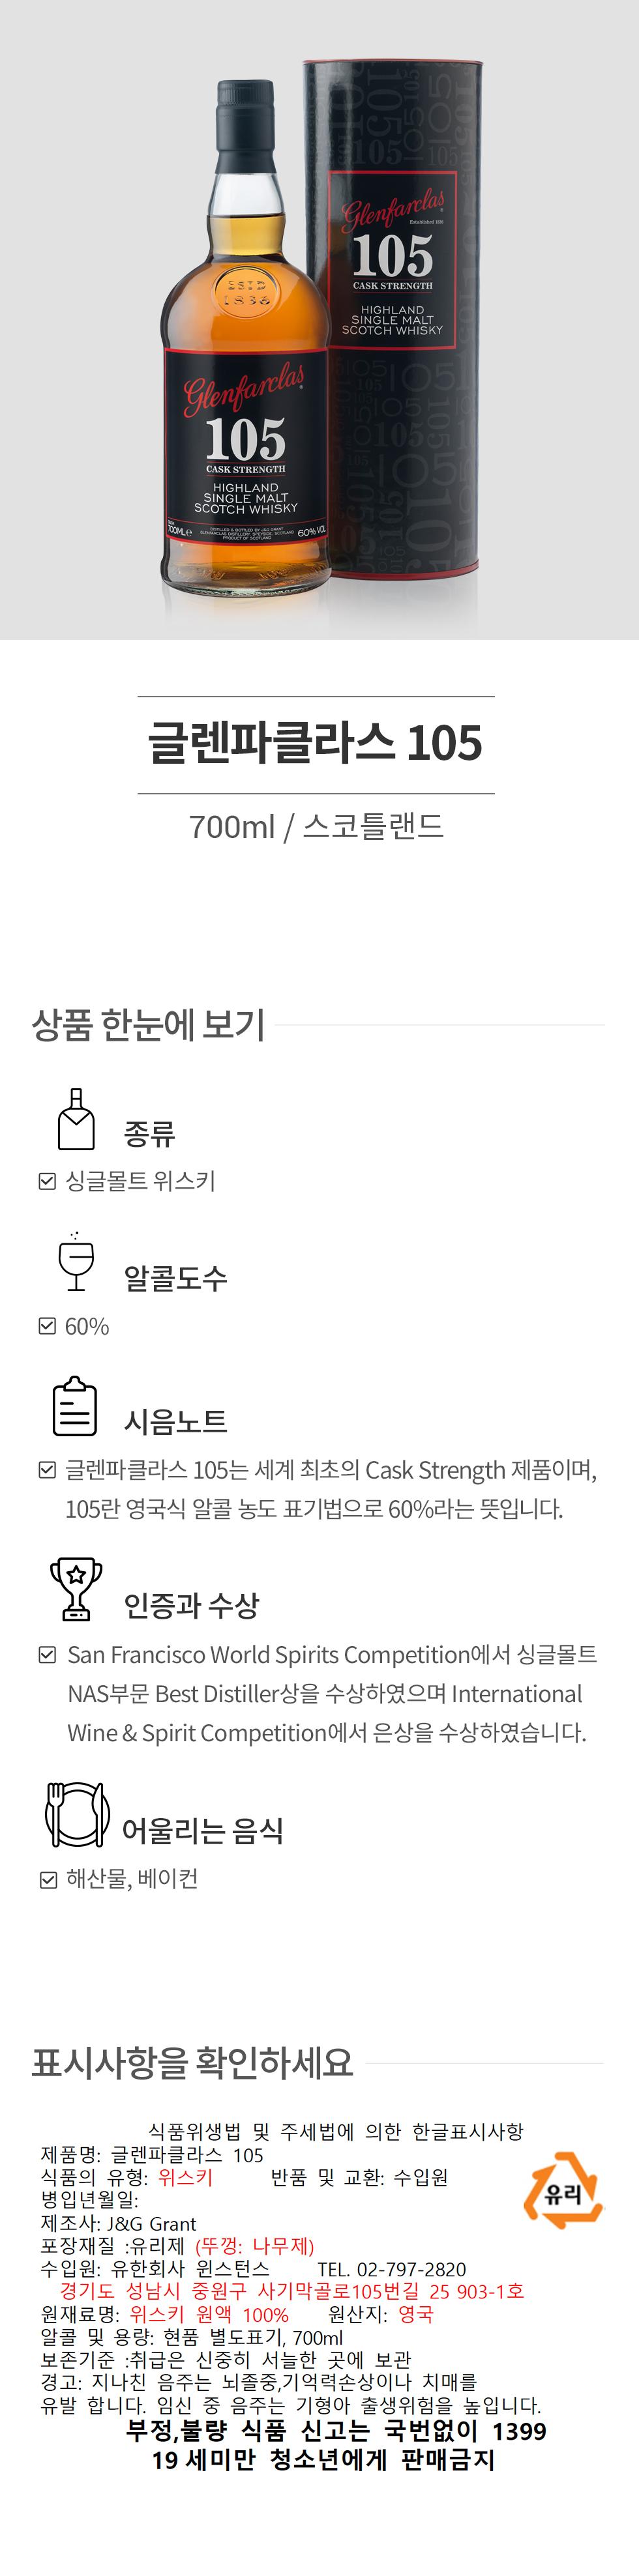 Glenfarclas
Established 1836
105
CASK STRENGTH
HIGHLAND
SINGLE MALT
SCOTCH WHISKY
ESTD
1836
Glenfarclas
105
CASK STRENGTH
HIGHLAND
SINGLE MALT
SCOTCH WHISKY
700ML e
DISTILLED & BOTTLED BY J&G GRANT
GLENFARCLAS DISTILLERY, SPEYSIDE, SCOTLAND
PRODUCT OF SCOTLAND
60% VOL
글렌파클라스 105
700ml / 스코틀랜드
상품 한눈에 보기
종류
싱글몰트 위스키
알콜도수
60%
시음노트
글렌파클라스 105는 세계 최초의 Cask Strength 제품이며,
105란 영국식 알콜 농도 표기법으로 60%라는 뜻입니다.
인증과 수상
San Francisco World Spirits Competition에서 싱글몰트
NAS부문 Best Distiller상을 수상하였으며 International
Wine & Spirit Competition에서 은상을 수상하였습니다.
어울리는 음식
해산물, 베이컨
표시사항을 확인하세요
식품위생법 및 주세법에 의한 한글표시사항
제품명: 글렌파클라스 105
식품의 유형: 위스키 반품 및 교환: 수입원
유리
병입년월일:
제조사: J&G Grant
포장재질 :유리제 (뚜껑: 나무제)
수입원: 유한회사 윈스턴스 TEL. 02-797-2820
경기도 성남시 중원구 사기막골로105번길 25 903-1호
원재료명: 위스키 원액 100% 원산지: 영국
알콜 및 용량: 현품 별도표기, 700ml
보존기준 :취급은 신중히 서늘한 곳에 보관
경고: 지나친 음주는 뇌졸중,기억력손상이나 치매를
유발 합니다. 임신 중 음주는 기형아 출생위험을 높입니다.
부정,불량 식품 신고는 국번없이 1399
19세미만 청소년에게 판매금지